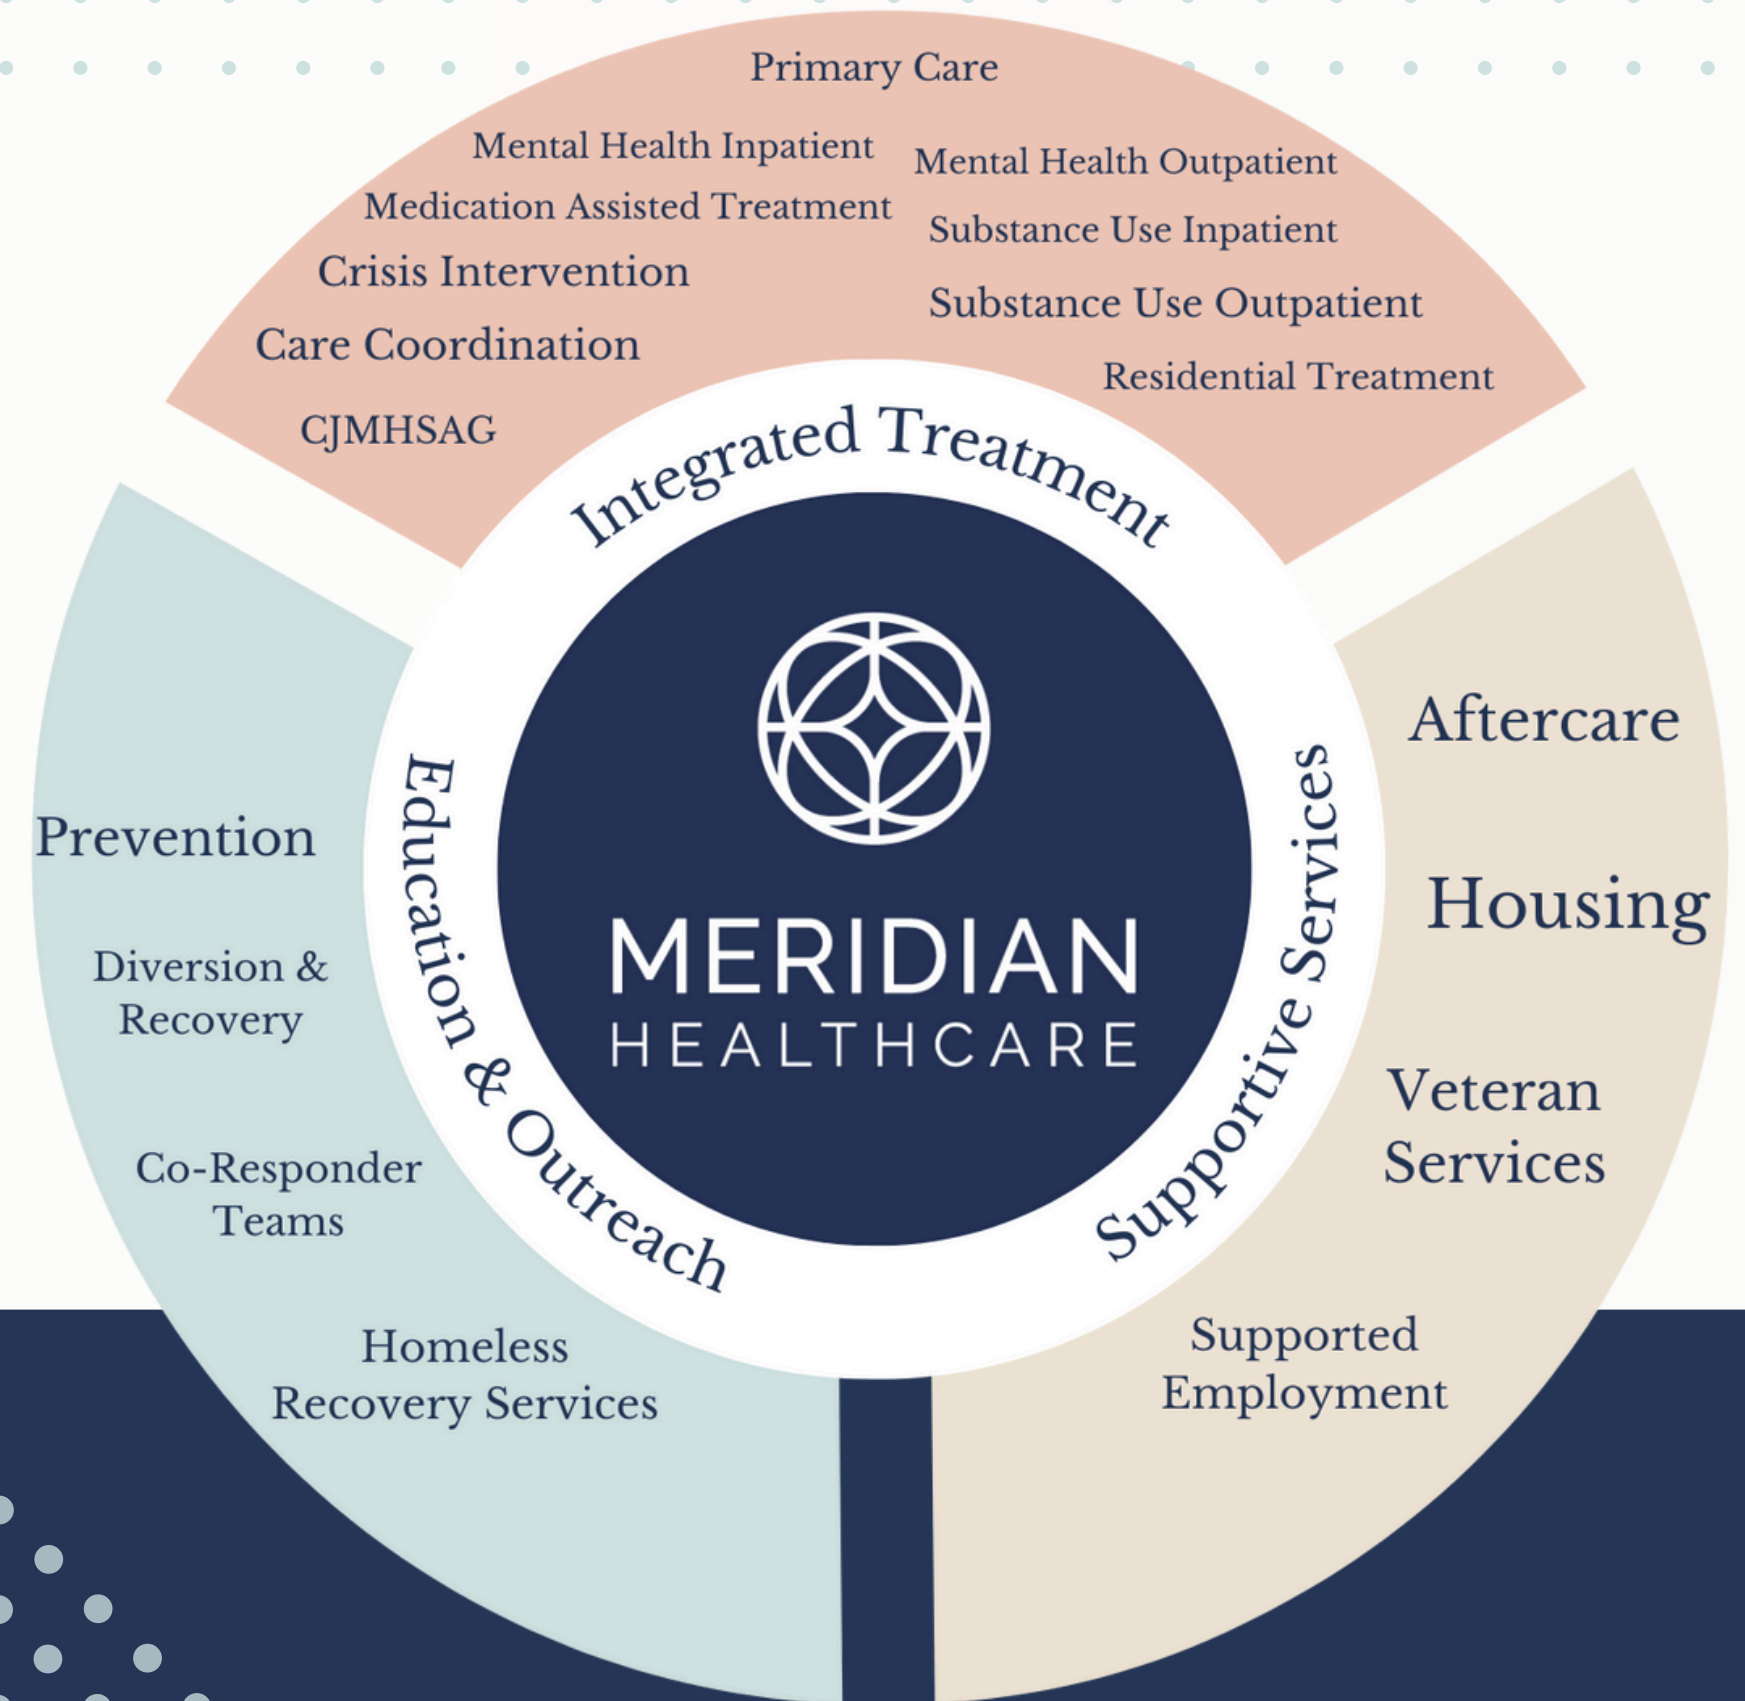 Primary Care
Mental Health Inpatient
Mental Health Outpatient
Medication Assisted Treatment
Substance Use Inpatient
Crisis Intervention
Substance Use Outpatient
Care Coordination
Residential Treatment
CJMHSAG
Integrated Treatment
MERIDIAN
HEALTHCARE
Education & Outreach
Prevention
Diversion &
Recovery
Co-Responder
Teams
Homeless
Recovery Services
Supportive Services
Aftercare
Housing
Veteran
Services
Supported
Employment